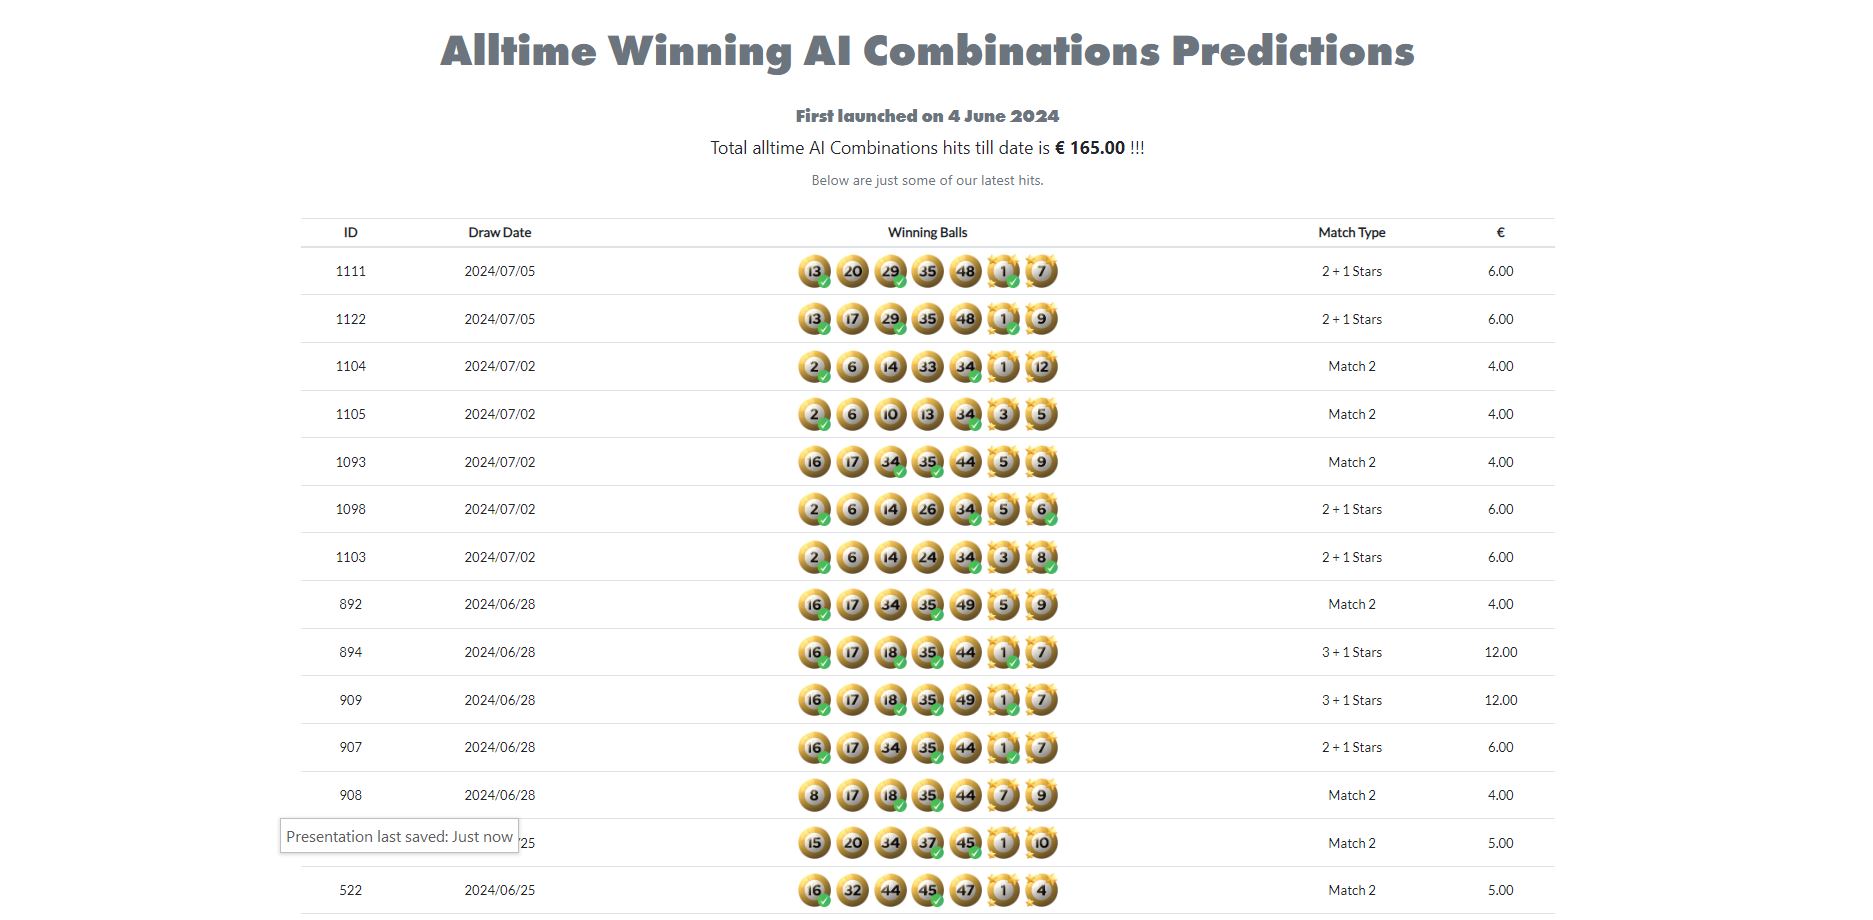 Alltime Winning AI Combinations Predictions
First launched on 4 June 2024
Total alltime AI Combinations hits till date is € 165.00 !!!
Below are just some of our latest hits.
ID Draw Date Winning Balls Match Type €
1111 2024/07/05 13 20 29 35 48 1 7 2 + 1 Stars 6.00
1122 2024/07/05 13 17 29 35 48 1 9 2 + 1 Stars 6.00
1104 2024/07/02 2 6 14 33 34 1 12 Match 2 4.00
1105 2024/07/02 2 6 10 13 34 3 5 Match 2 4.00
1093 2024/07/02 16 17 34 35 44 5 9 Match 2 4.00
1098 2024/07/02 2 6 14 26 34 5 6 2 + 1 Stars 6.00
1103 2024/07/02 2 6 14 24 34 3 8 2 + 1 Stars 6.00
892 2024/06/28 16 17 34 35 49 5 9 Match 2 4.00
894 2024/06/28 16 17 18 35 44 1 7 3 + 1 Stars 12.00
909 2024/06/28 16 17 18 35 49 1 7 3 + 1 Stars 12.00
907 2024/06/28 16 17 34 35 44 1 7 2 + 1 Stars 6.00
908 2024/06/28 8 17 18 35 44 7 9 Match 2 4.00
Presentation last saved: Just now /25 15 20 34 37 45 1 10 Match 2 5.00
522 2024/06/25 16 32 44 45 47 1 4 Match 2 5.00